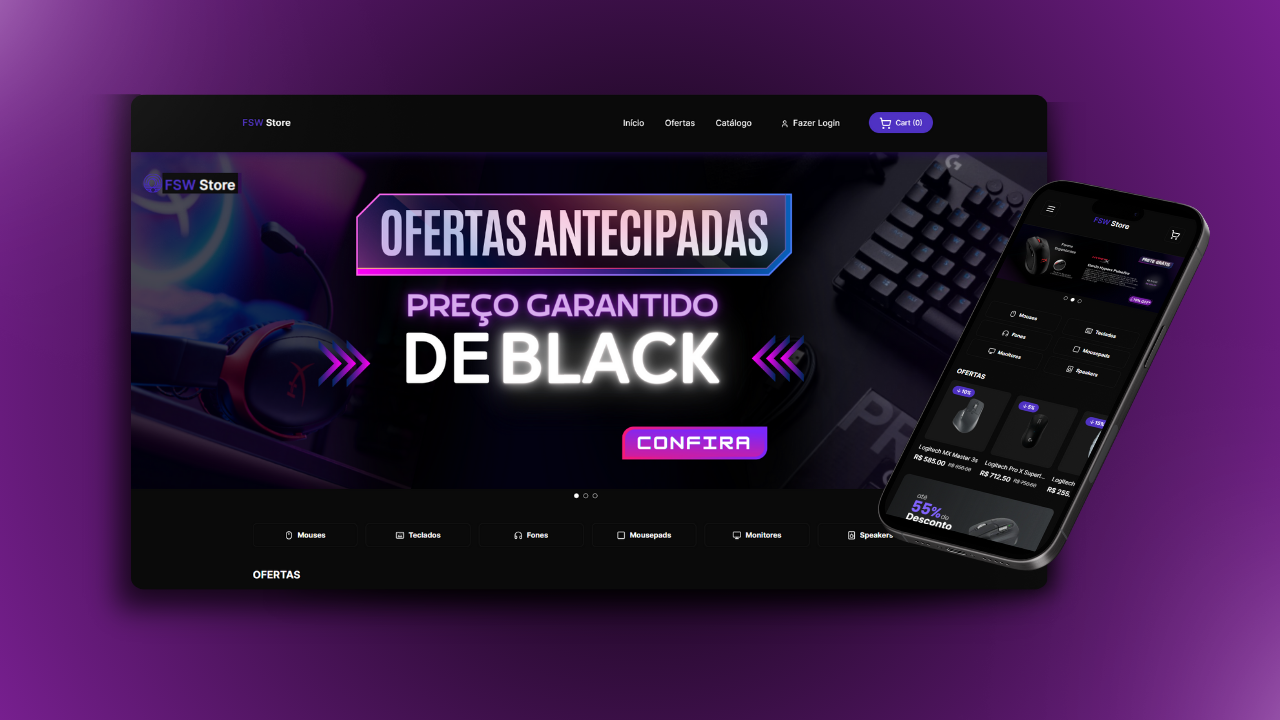 FSW Store
Início
Ofertas
Catálogo
Fazer Login
Cart (0)
FSW Store
OFERTAS ANTECIPADAS
PREÇO GARANTIDO
DE BLACK
CONFIRA
Mouses
Teclados
Fones
Mousepads
Monitores
Speakers
OFERTAS
FSW Store
FRETE GRÁTIS
Mouses
Teclados
Fones
Mousepads
Monitores
Speakers
OFERTAS
10%
5%
15%
Logitech MX Master 3s
R$ 585.00 R$ 650.00
Logitech Pro X Superl...
R$ 712.50 R$ 750.00
Logitech
R$ 255.
até
55% de
Desconto